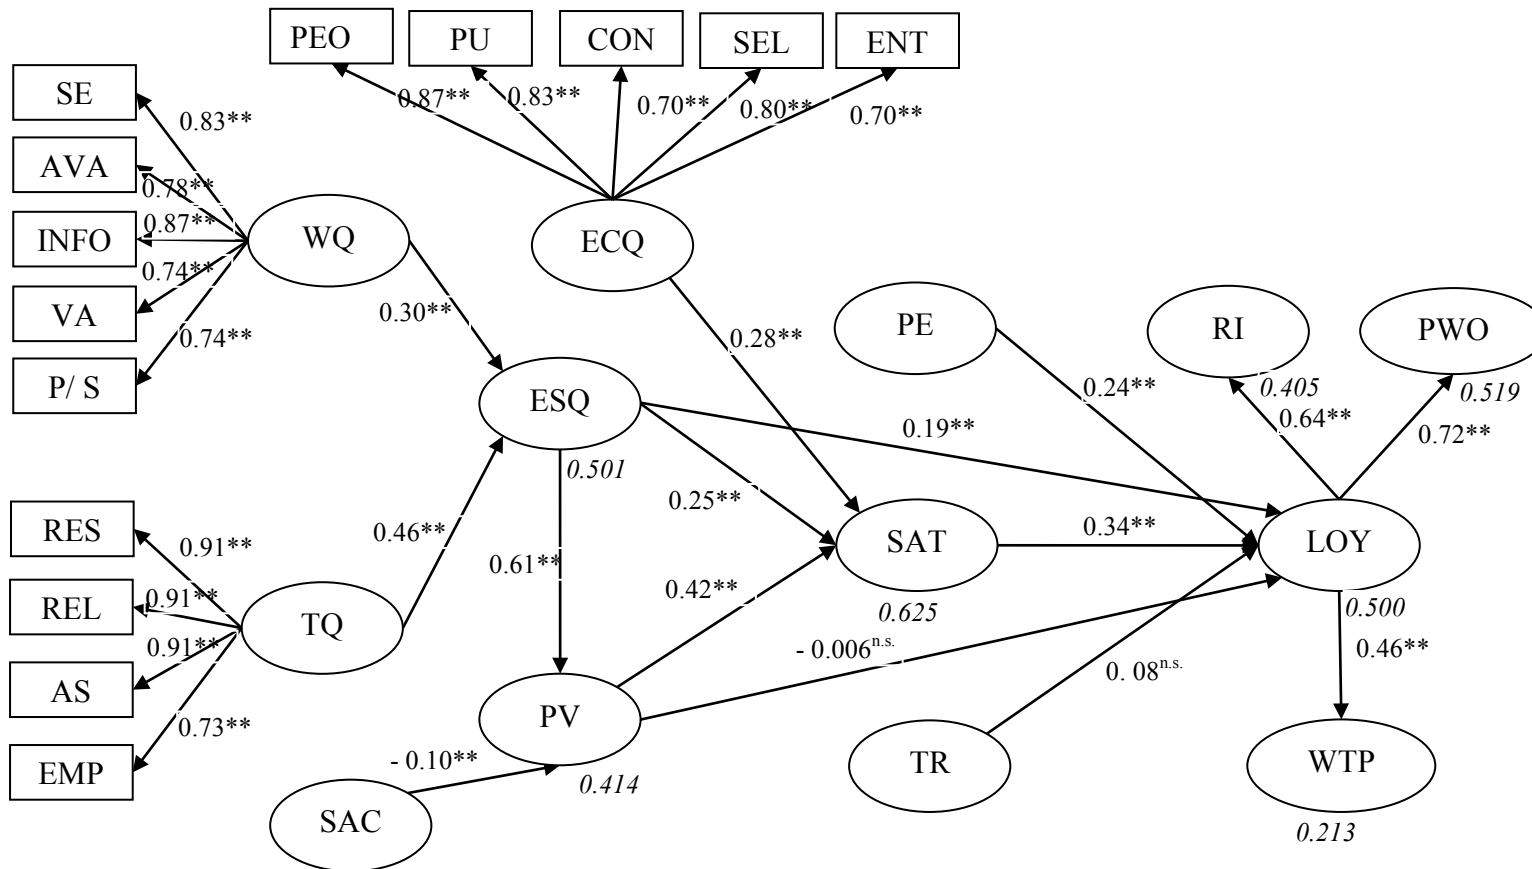 PEO
PU
CON
SEL
ENT
0.87**
0.83**
0.70**
0.80**
0.70**
SE
AVA
INFO
VA
P/ S
0.83**
0.78**
0.87**
0.74**
0.74**
WQ
ECQ
0.30**
0.28**
PE
RI
PWO
0.24**
0.405
0.64**
0.519
0.72**
ESQ
0.501
0.19**
0.25**
0.46**
0.61**
RES
REL
AS
EMP
0.91**
0.91**
0.91**
0.73**
TQ
SAT
0.625
0.34**
LOY
0.500
0.42**
- 0.006n.s.
0. 08n.s.
0.46**
PV
0.414
- 0.10**
SAC
TR
WTP
0.213